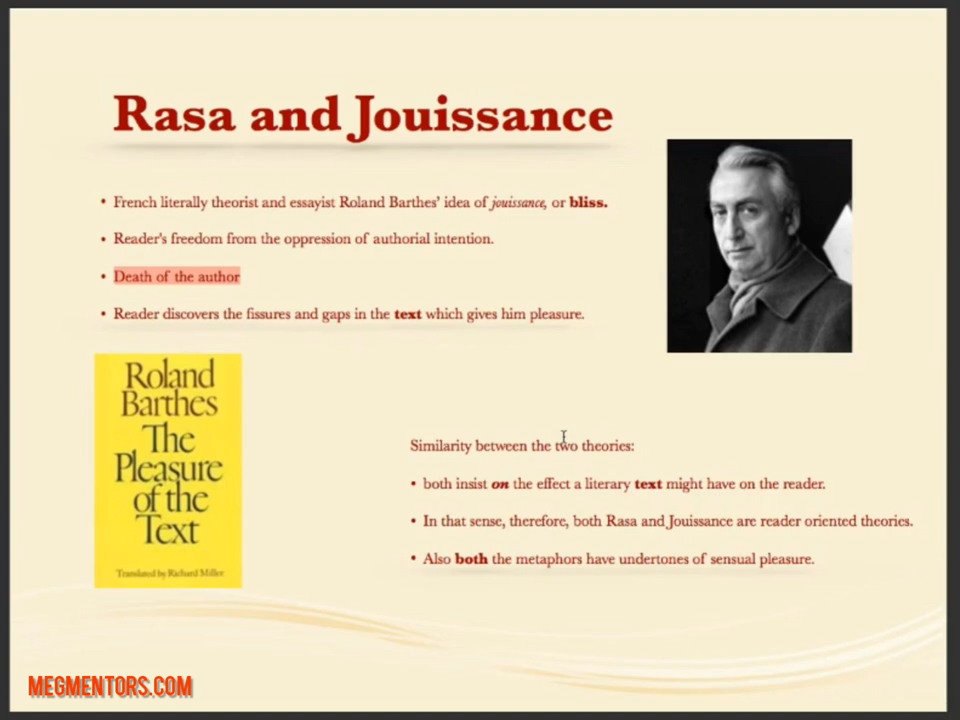 Rasa and Jouissance
• French literally theorist and essayist Roland Barthes' idea of jouissance, or bliss.
• Reader's freedom from the oppression of authorial intention.
• Death of the author
• Reader discovers the fissures and gaps in the text which gives him pleasure.
Roland
Barthes
The
Pleasure
of the
Text
Translated by Richard Miller
Similarity between the two theories:
• both insist on the effect a literary text might have on the reader.
• In that sense, therefore, both Rasa and Jouissance are reader oriented theories.
• Also both the metaphors have undertones of sensual pleasure.
MEGMENTORS.COM